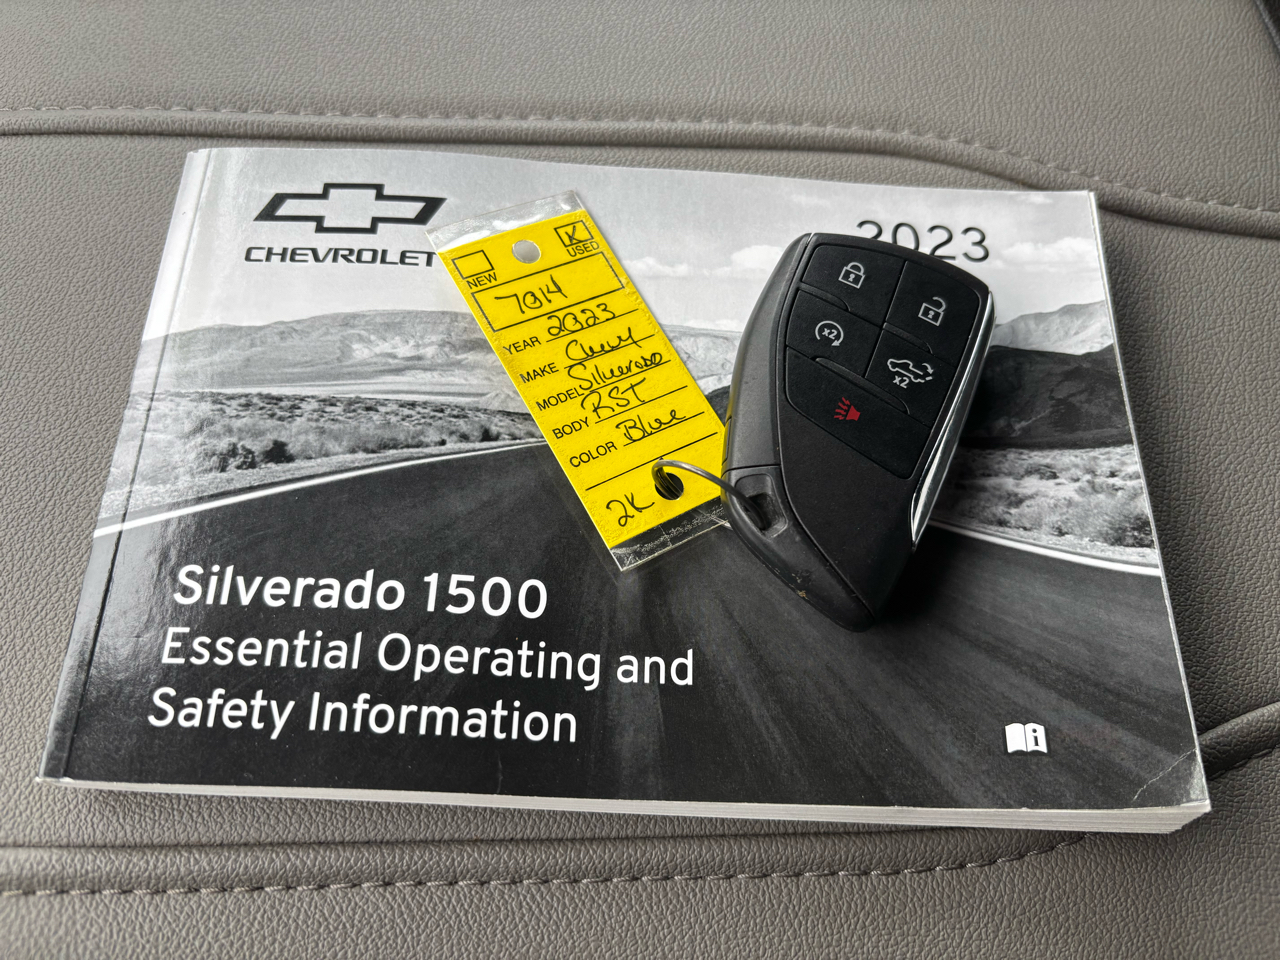 CHEVROLET
2023
NEW
K USED
7014
YEAR 2023
MAKE Chevy
MODEL Silverado
BODY RST
COLOR Blue
2K
x2
x2
Silverado 1500
Essential Operating and
Safety Information
i